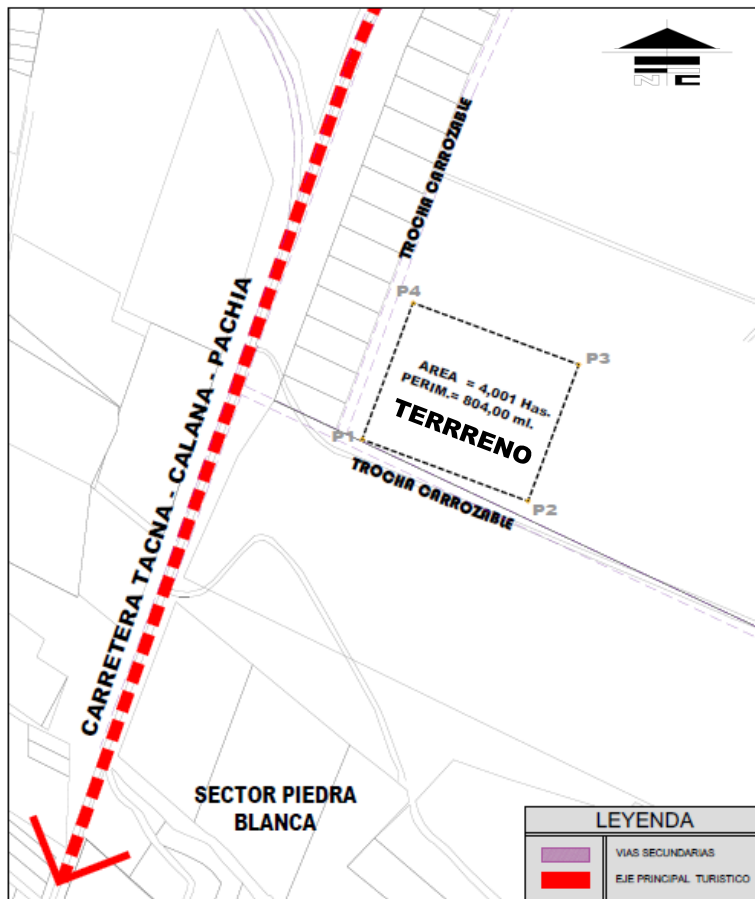 TROCHA CARROZABLE
P4
P3
AREA = 4,001 Has.
PERIM.= 804,00 ml.
TERRRENO
P1
P2
TROCHA CARROZABLE
CARRETERA TACNA - CALANA - PACHIA
SECTOR PIEDRA
BLANCA
LEYENDA
VIAS SECUNDARIAS
EJE PRINCIPAL TURISTICO